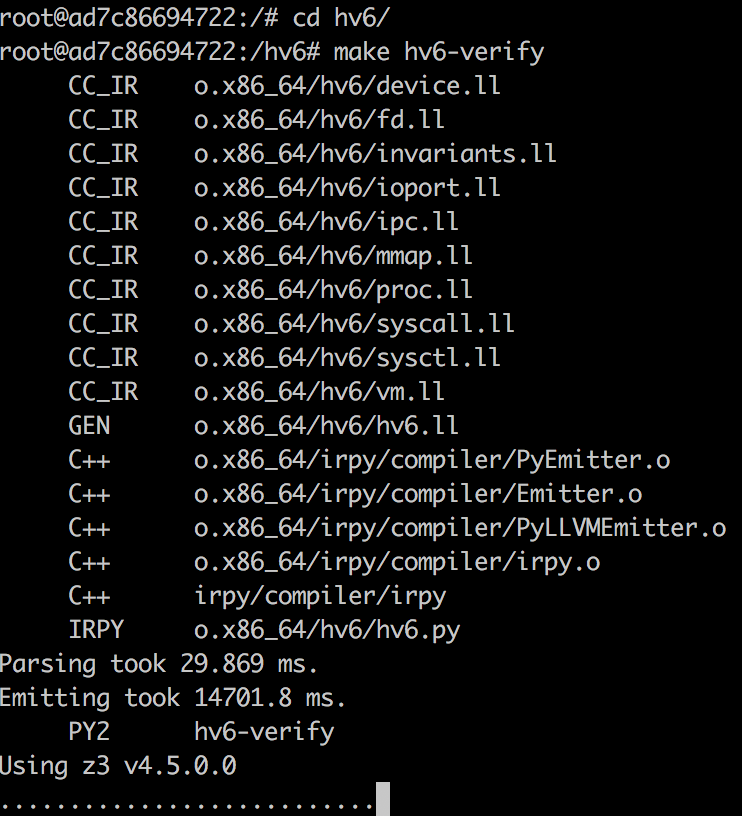 root@ad7c86694722:/# cd hv6/
root@ad7c86694722:/hv6# make hv6-verify
CC_IR o.x86_64/hv6/device.ll
CC_IR o.x86_64/hv6/fd.ll
CC_IR o.x86_64/hv6/invariants.ll
CC_IR o.x86_64/hv6/ioport.ll
CC_IR o.x86_64/hv6/ipc.ll
CC_IR o.x86_64/hv6/mmap.ll
CC_IR o.x86_64/hv6/proc.ll
CC_IR o.x86_64/hv6/syscall.ll
CC_IR o.x86_64/hv6/sysctl.ll
CC_IR o.x86_64/hv6/vm.ll
GEN o.x86_64/hv6/hv6.ll
C++ o.x86_64/irpy/compiler/PyEmitter.o
C++ o.x86_64/irpy/compiler/Emitter.o
C++ o.x86_64/irpy/compiler/PyLLVMEmitter.o
C++ o.x86_64/irpy/compiler/irpy.o
C++ irpy/compiler/irpy
IRPY o.x86_64/hv6/hv6.py
Parsing took 29.869 ms.
Emitting took 14701.8 ms.
PY2 hv6-verify
Using z3 v4.5.0.0
...........................